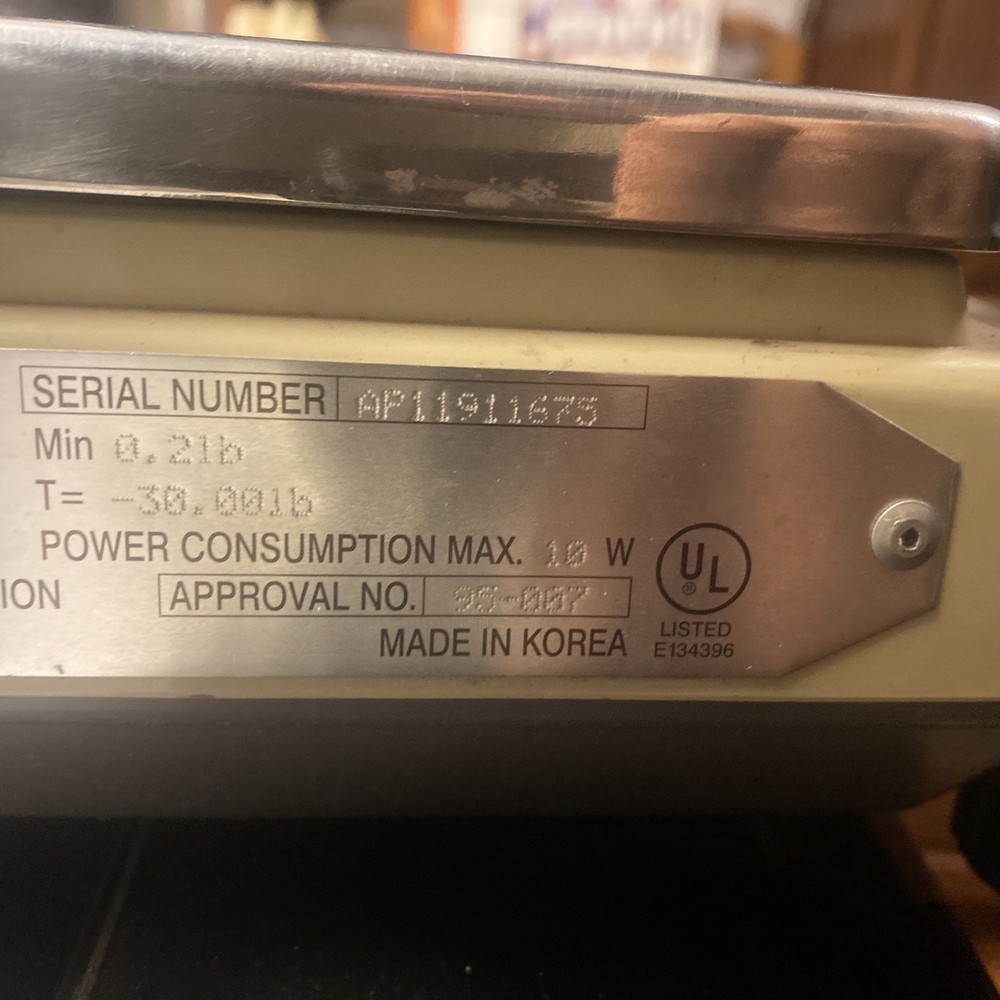 SERIAL NUMBER AP11911675
Min 0.2lb
T= -30.00lb
POWER CONSUMPTION MAX. 10 W
ION APPROVAL NO. 95-007
MADE IN KOREA
UL ®
LISTED
E134396